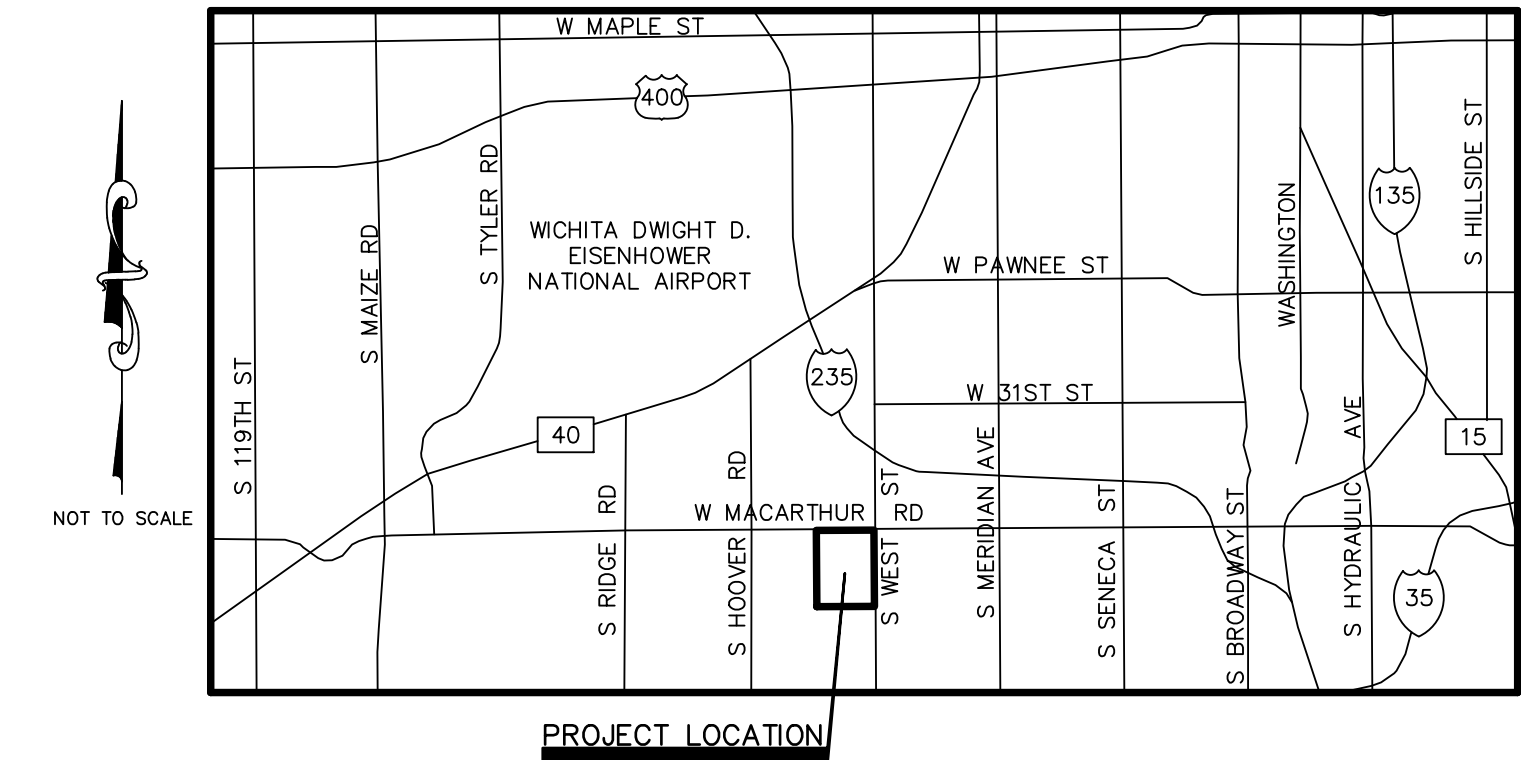 W MAPLE ST
400
S TYLER RD
S MAIZE RD
S 119TH ST
WICHITA DWIGHT D.
EISENHOWER
NATIONAL AIRPORT
W PAWNEE ST
WASHINGTON
135
S HILLSIDE ST
235
W 31ST ST
40
15
NOT TO SCALE
W MACARTHUR RD
S RIDGE RD
S HOOVER RD
S WEST ST
S MERIDIAN AVE
S SENECA ST
S BROADWAY ST
S HYDRAULIC AVE
35
PROJECT LOCATION